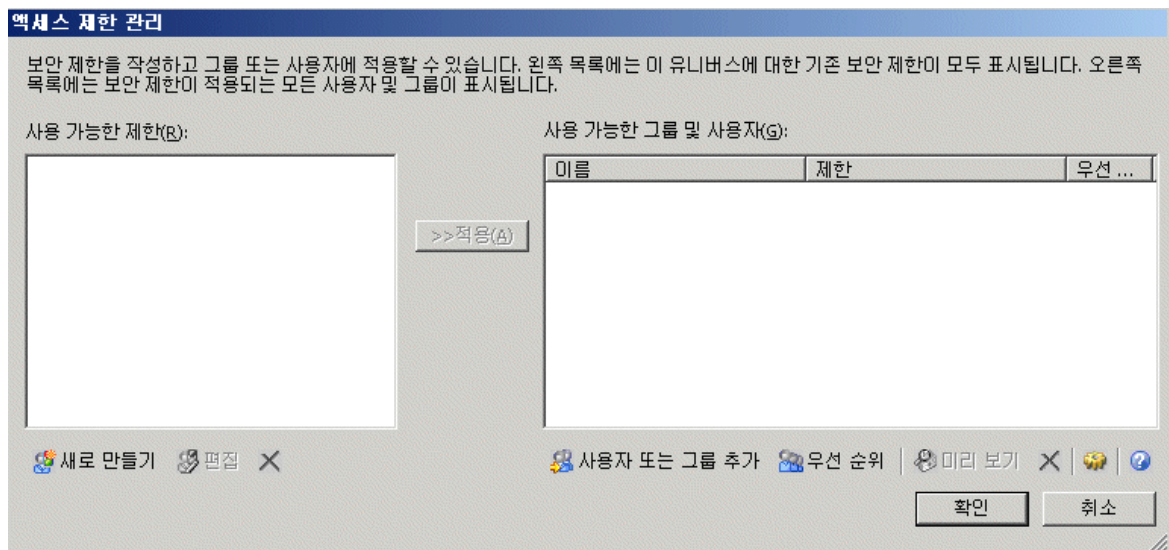 액세스 제한 관리
보안 제한을 작성하고 그룹 또는 사용자에 적용할 수 있습니다. 왼쪽 목록에는 이 유니버스에 대한 기존 보안 제한이 모두 표시됩니다. 오른쪽
목록에는 보안 제한이 적용되는 모든 사용자 및 그룹이 표시됩니다.
사용 가능한 제한(R):
사용 가능한 그룹 및 사용자(G):
이름 제한 우선 ...
>>적용(A)
새로 만들기 편집
사용자 또는 그룹 추가 우선 순위 미리 보기
확인 취소